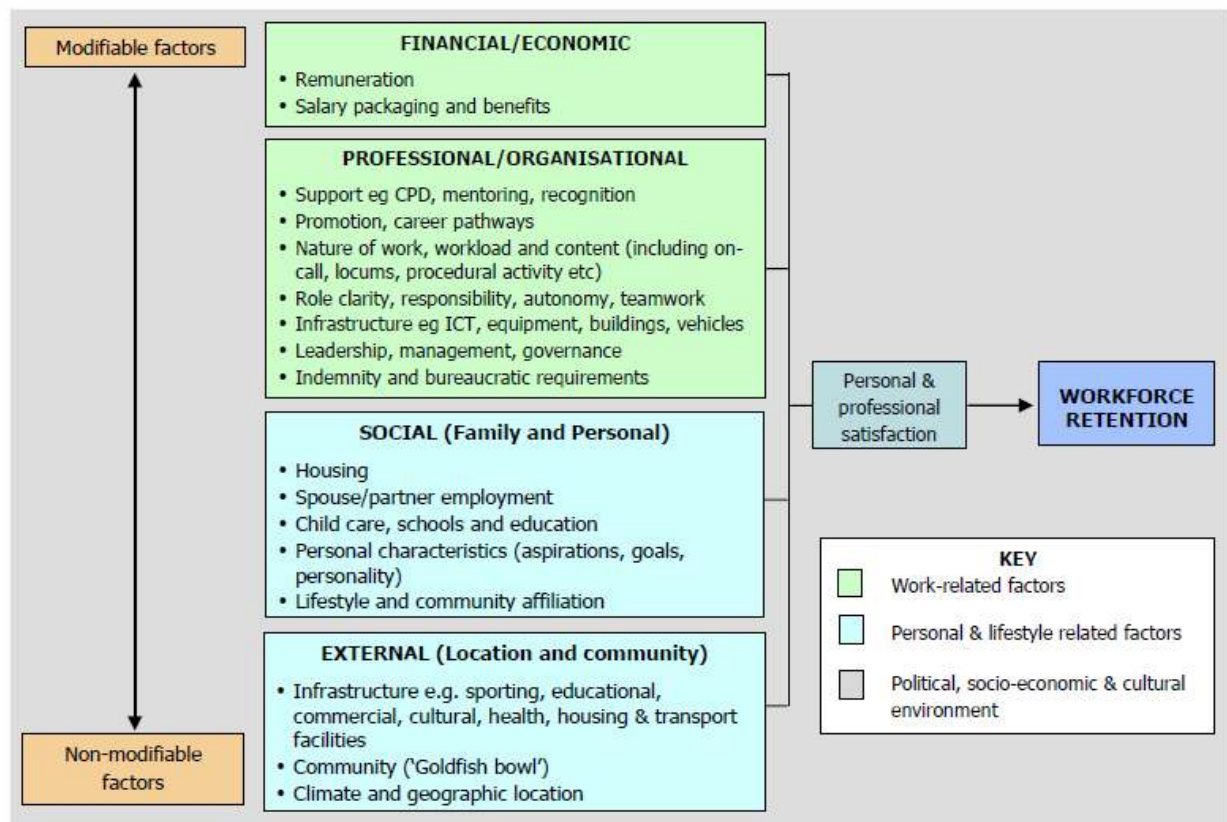 Modifiable factors
Non-modifiable
factors
FINANCIAL/ECONOMIC
• Remuneration
• Salary packaging and benefits
PROFESSIONAL/ORGANISATIONAL
• Support eg CPD, mentoring, recognition
• Promotion, career pathways
• Nature of work, workload and content (including on-
call, locums, procedural activity etc)
• Role clarity, responsibility, autonomy, teamwork
• Infrastructure eg ICT, equipment, buildings, vehicles
• Leadership, management, governance
• Indemnity and bureaucratic requirements
SOCIAL (Family and Personal)
• Housing
• Spouse/partner employment
• Child care, schools and education
• Personal characteristics (aspirations, goals,
personality)
• Lifestyle and community affiliation
EXTERNAL (Location and community)
• Infrastructure e.g. sporting, educational,
commercial, cultural, health, housing & transport
facilities
• Community (‘Goldfish bowl’)
• Climate and geographic location
Personal &
professional
satisfaction
WORKFORCE
RETENTION
KEY
Work-related factors
Personal & lifestyle related factors
Political, socio-economic & cultural
environment